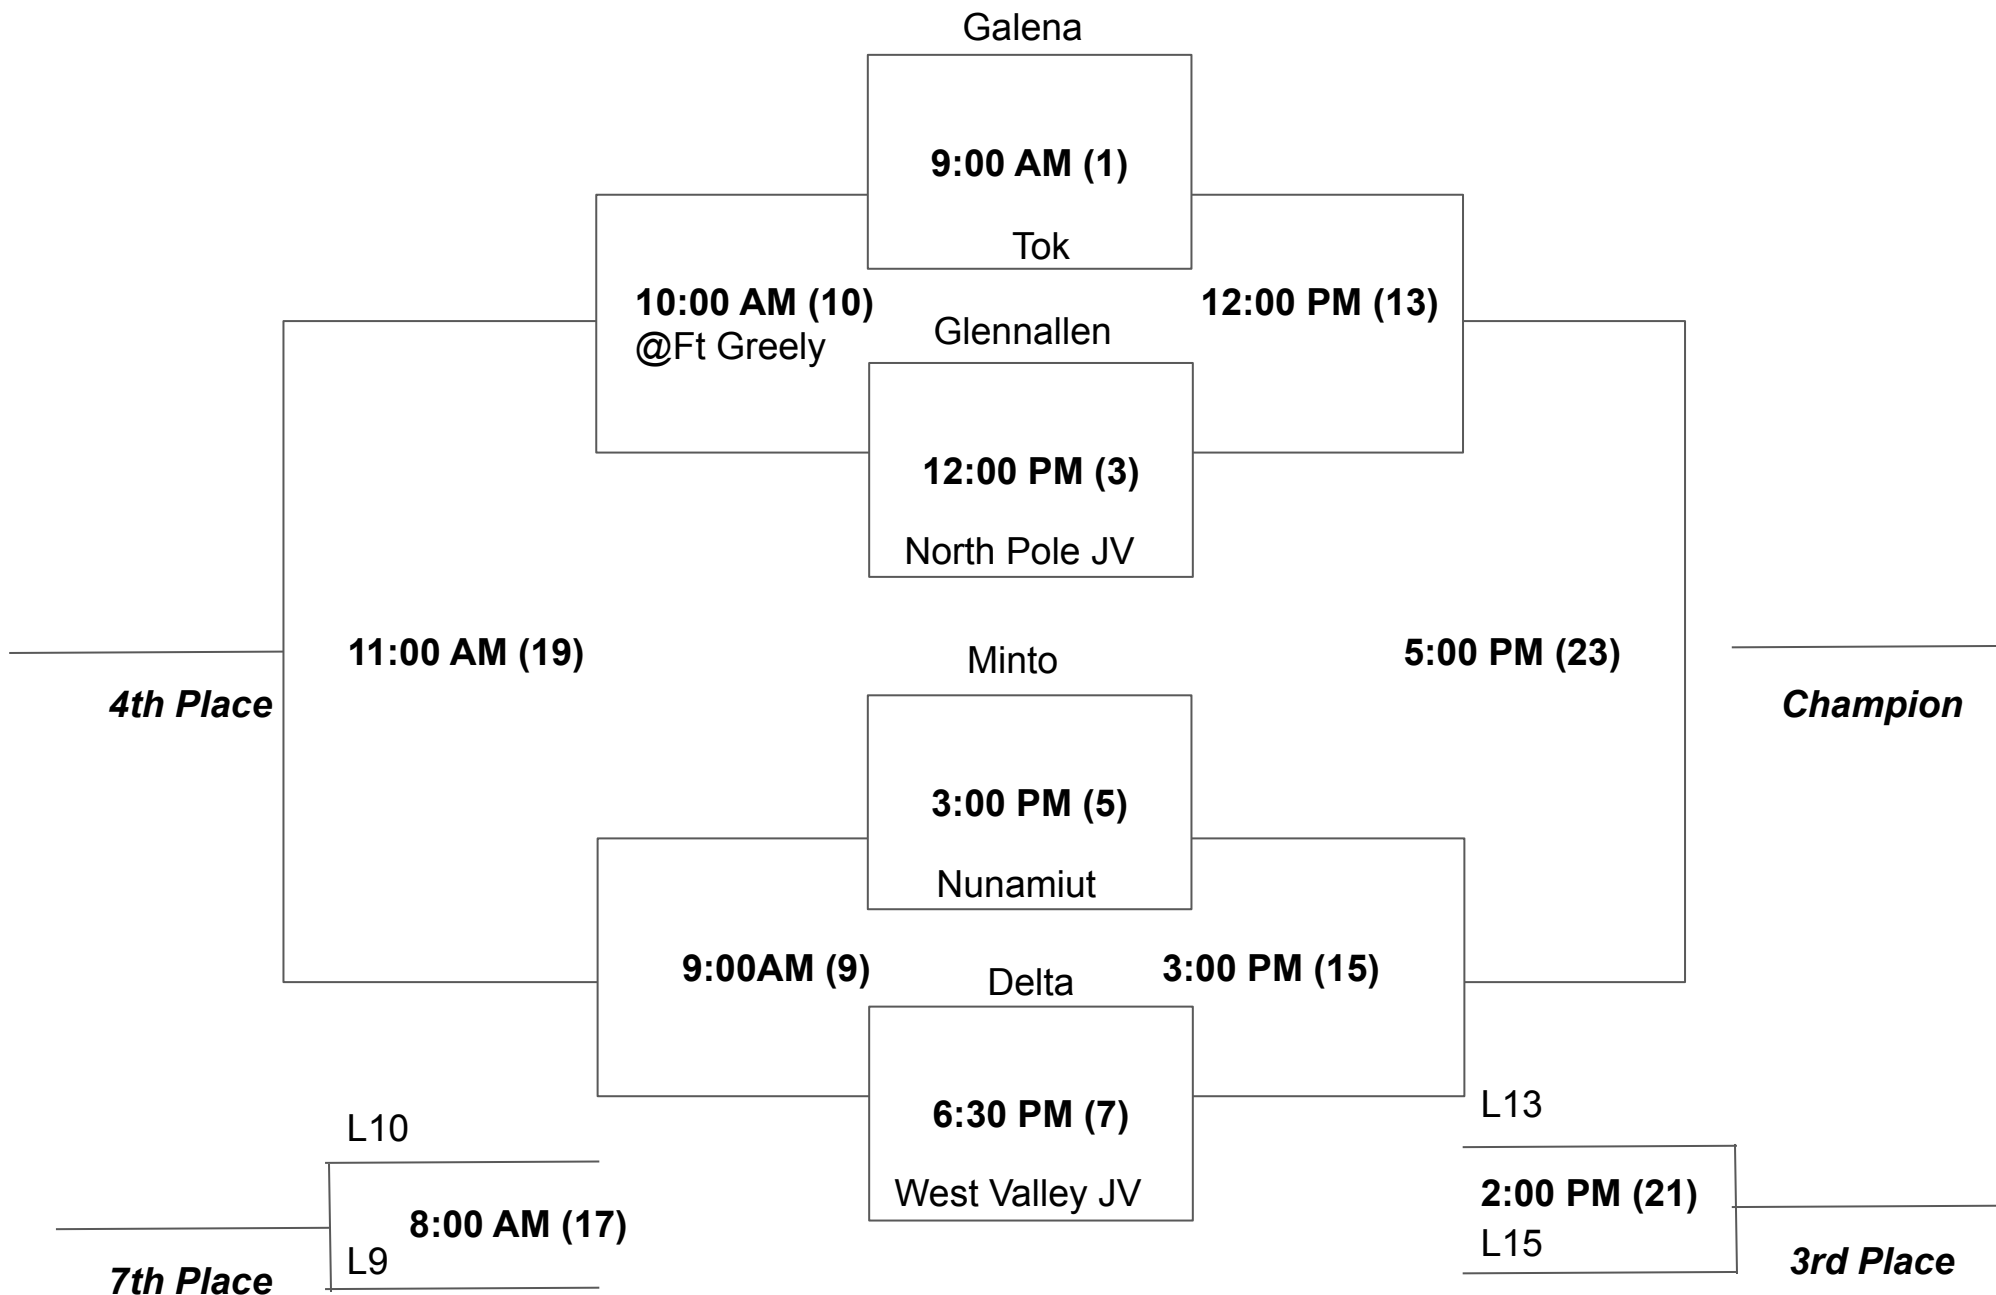 Galena
9:00 AM (1)
Tok
10:00 AM (10)
@Ft Greely
12:00 PM (13)
Glennallen
12:00 PM (3)
North Pole JV
11:00 AM (19)
Minto
5:00 PM (23)
4th Place
Champion
3:00 PM (5)
Nunamiut
9:00AM (9)
Delta
3:00 PM (15)
L10
6:30 PM (7)
L13
West Valley JV
8:00 AM (17)
L9
7th Place
2:00 PM (21)
L15
3rd Place